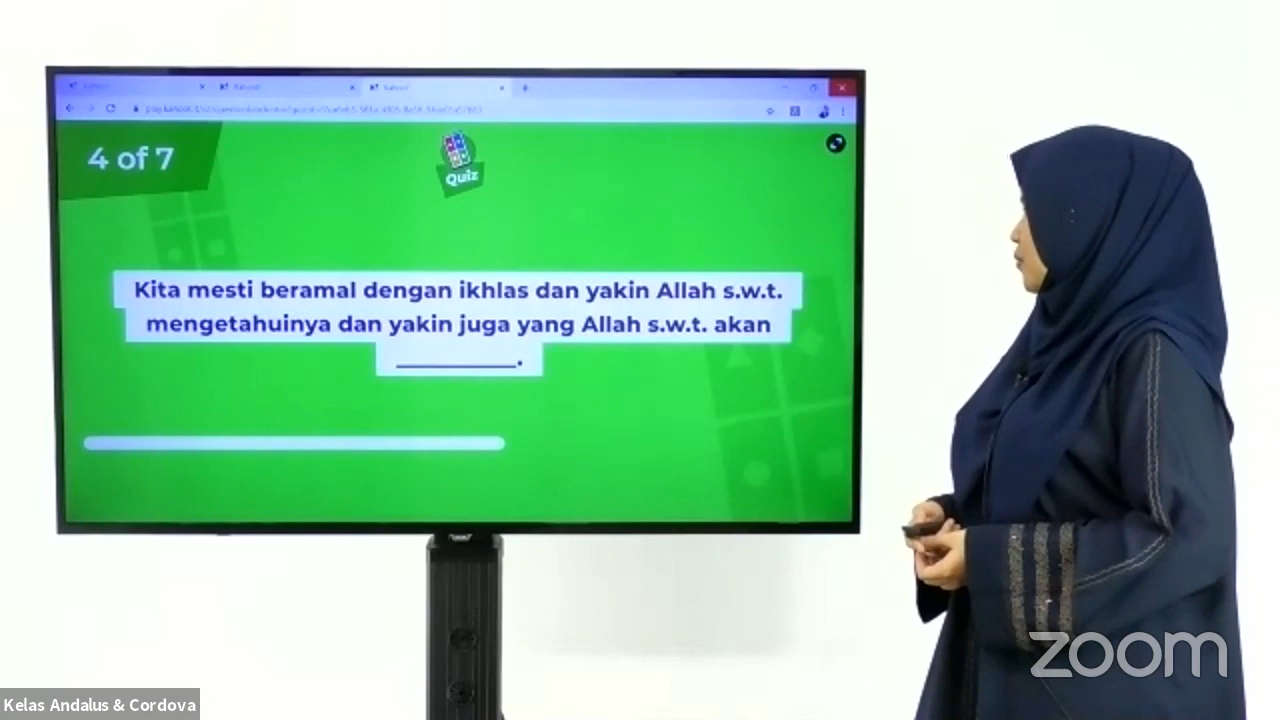 4 of 7
Quiz
Kita mesti beramal dengan ikhlas dan yakin Allah s.w.t.
mengetahuinya dan yakin juga yang Allah s.w.t. akan
____________.
zoom
Kelas Andalus & Cordova